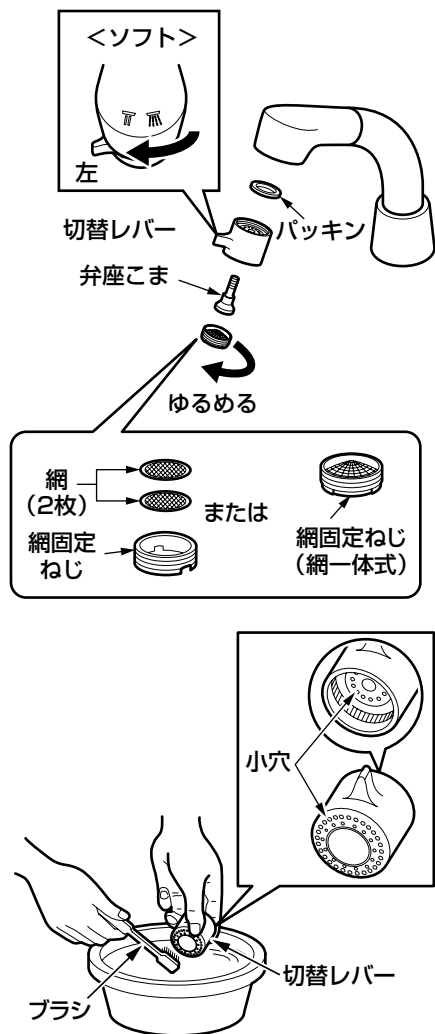 ＜ソフト＞
左
切替レバー
パッキン
弁座こま
ゆるめる
網
（2枚）
または
網固定
ねじ
網固定ねじ
（網一体式）
小穴
切替レバー
ブラシ